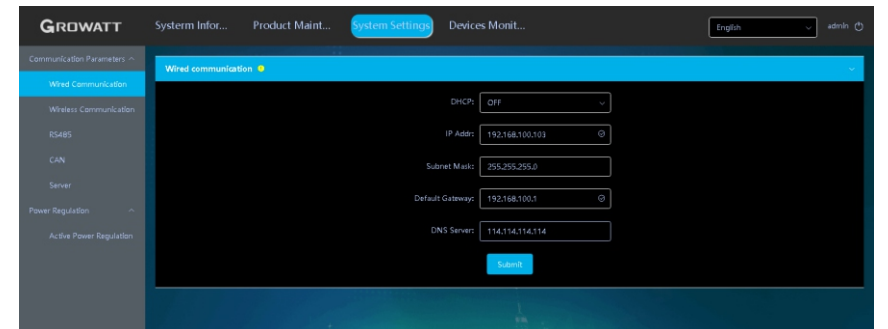 GROWATT
Systerm Infor... Product Maint... System Settings Devices Monit... English admin
Communication Parameters
Wired Communication
Wireless Communication
RS485
CAN
Server
Power Regulation
Active Power Regulation
Wired communication
DHCP: OFF
IP Addr: 192.168.100.103
Subnet Mask: 255.255.255.0
Default Gateway: 192.168.100.1
DNS Server: 114.114.114.114
Submit